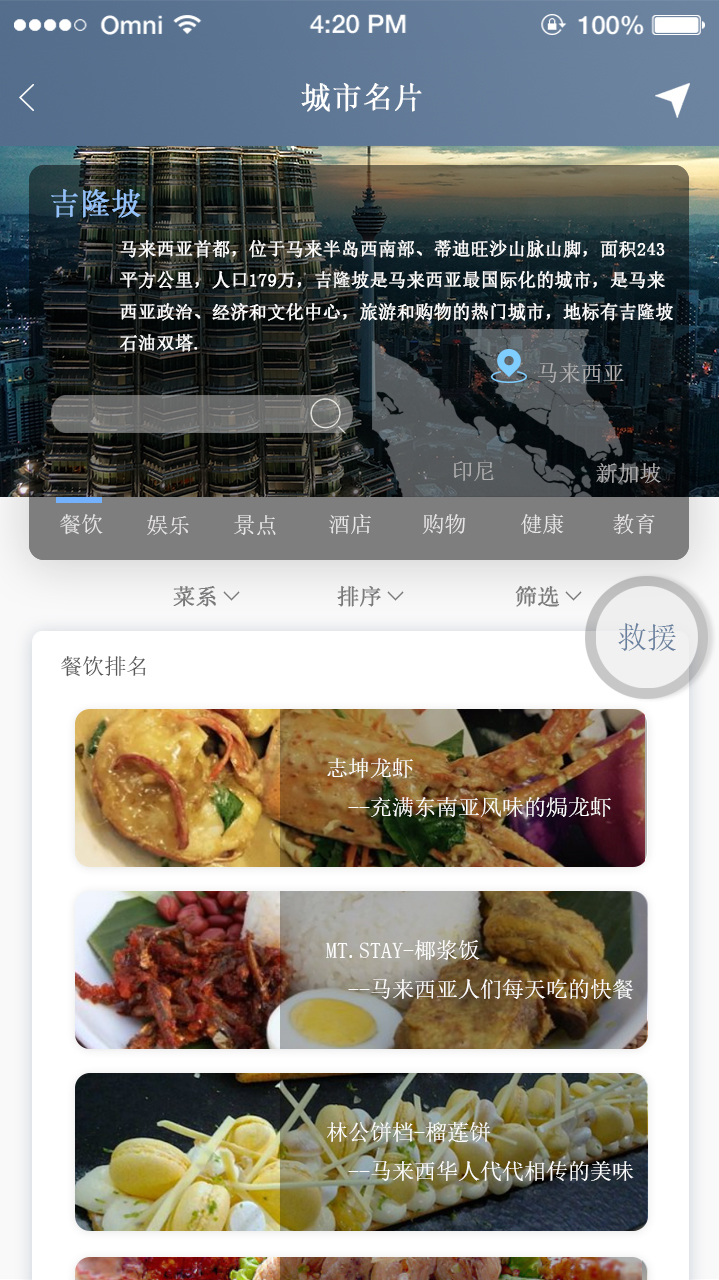 Omni 4:20 PM 100%
城市名片
吉隆坡
马来西亚首都，位于马来半岛西南部、蒂迪旺沙山脉山脚，面积243
平方公里，人口179万，吉隆坡是马来西亚最国际化的城市，是马来
西亚政治、经济和文化中心，旅游和购物的热门城市，地标有吉隆坡
石油双塔.
马来西亚
印尼 新加坡
餐饮 娱乐 景点 酒店 购物 健康 教育
菜系 排序 筛选
救援
餐饮排名
志坤龙虾
--充满东南亚风味的焗龙虾
MT.STAY-椰浆饭
--马来西亚人们每天吃的快餐
林公饼档-榴莲饼
--马来西华人代代相传的美味